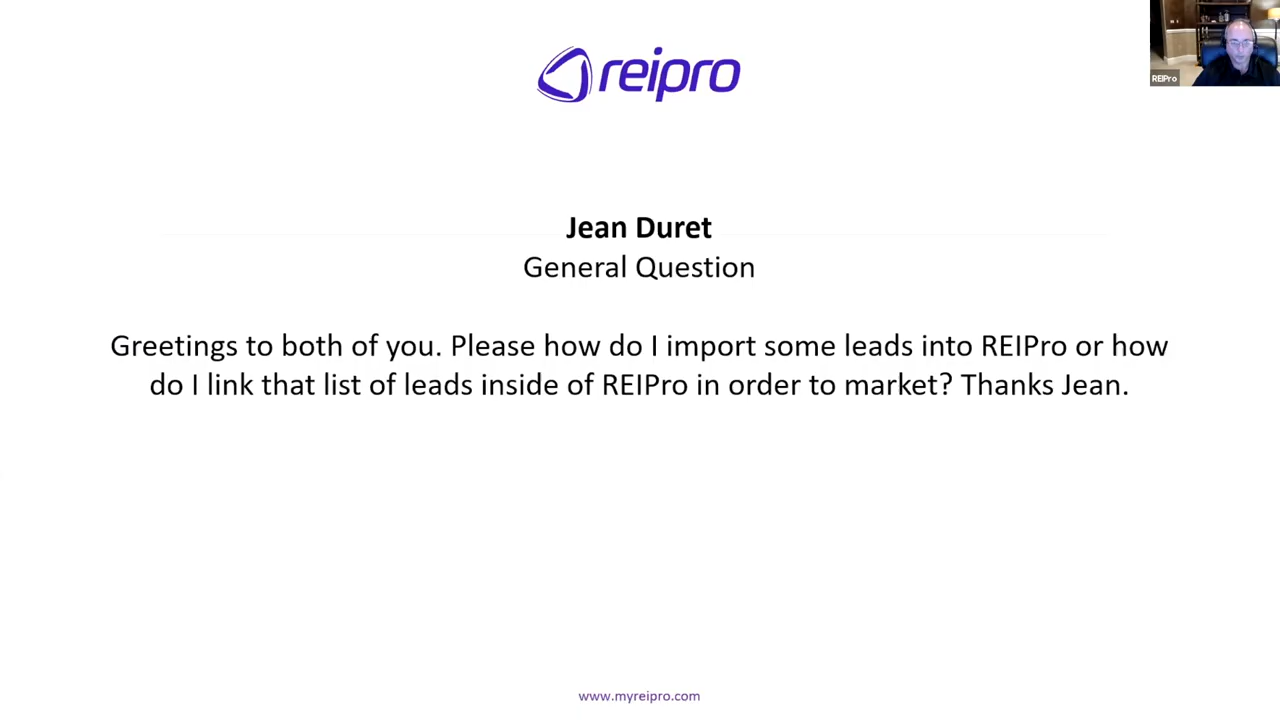 reipro
REIPro
Jean Duret
General Question
Greetings to both of you. Please how do I import some leads into REIPro or how
do I link that list of leads inside of REIPro in order to market? Thanks Jean.
www.myreipro.com